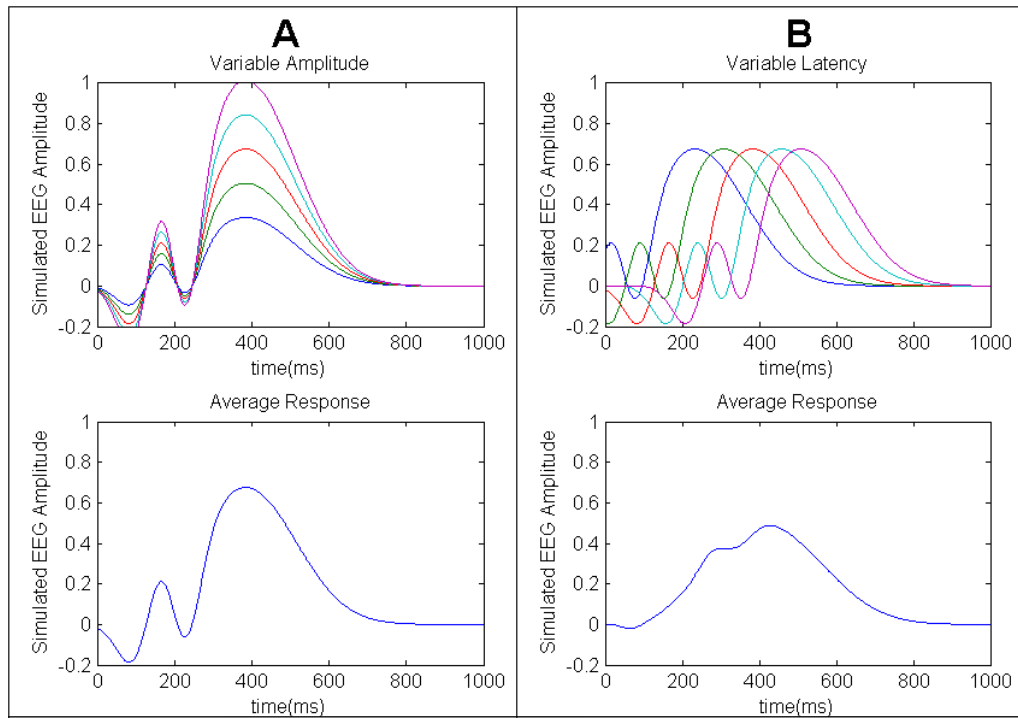 A
Variable Amplitude
Simulated EEG Amplitude
1
0.8
0.6
0.4
0.2
0
-0.2
0 200 400 600 800 1000
time(ms)
Average Response
Simulated EEG Amplitude
1
0.8
0.6
0.4
0.2
0
-0.2
0 200 400 600 800 1000
time(ms)
B
Variable Latency
Simulated EEG Amplitude
1
0.8
0.6
0.4
0.2
0
-0.2
0 200 400 600 800 1000
time(ms)
Average Response
Simulated EEG Amplitude
1
0.8
0.6
0.4
0.2
0
-0.2
0 200 400 600 800 1000
time(ms)